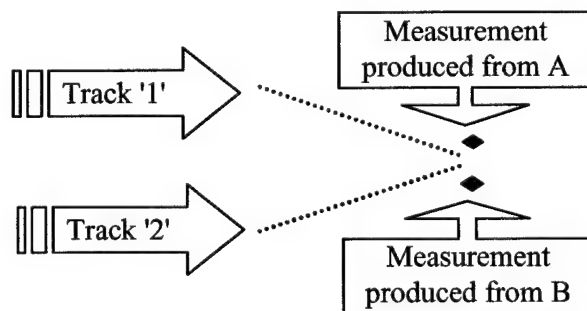 Measurement
produced from A
Track '1'
Track '2'
Measurement
produced from B